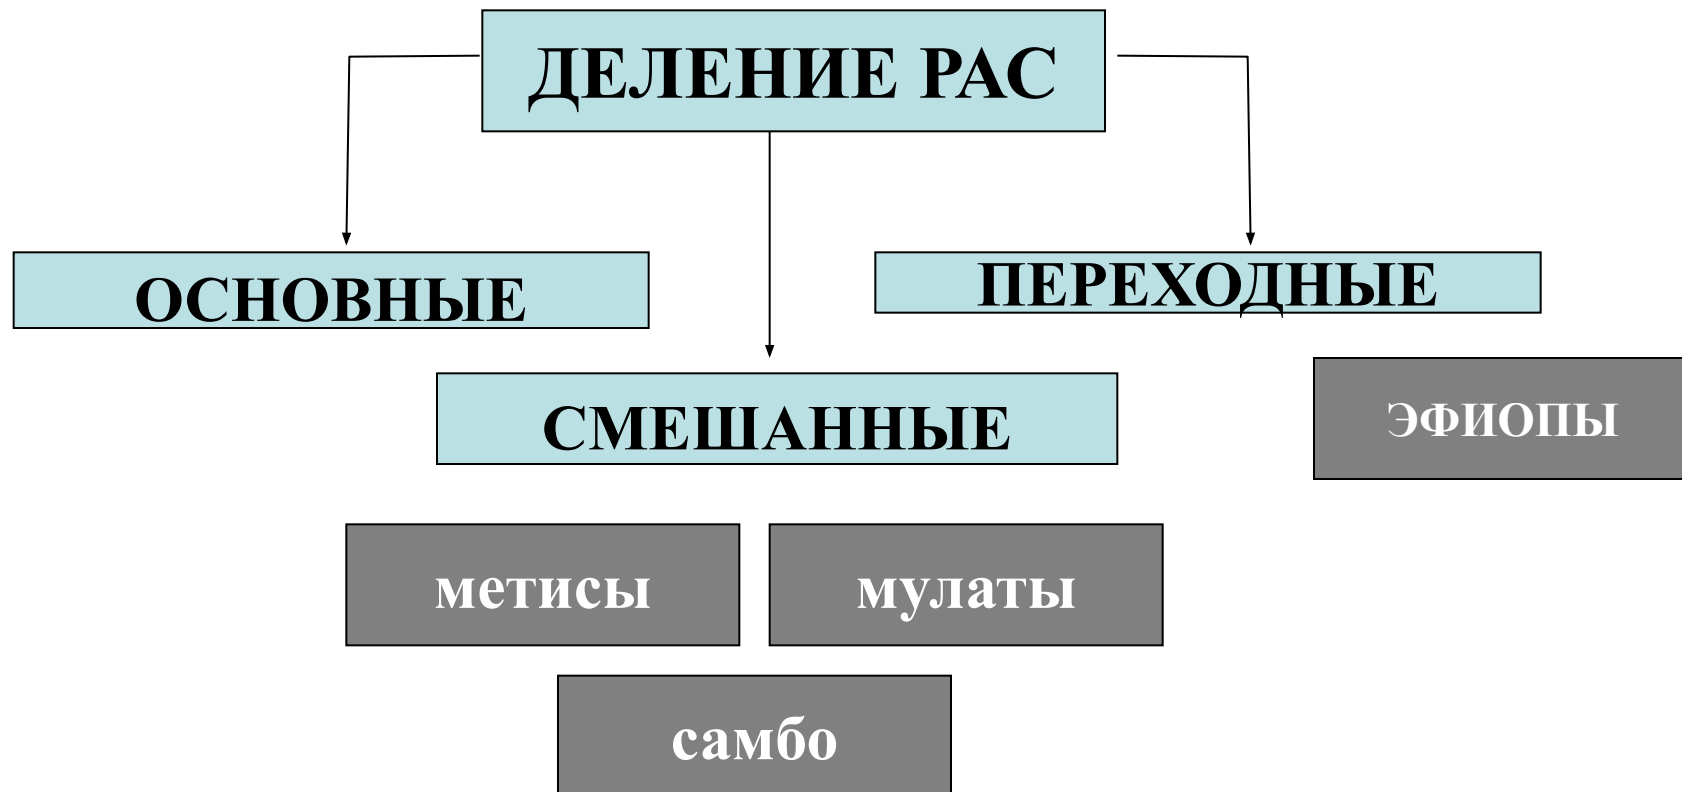 ДЕЛЕНИЕ РАС
ОСНОВНЫЕ
ПЕРЕХОДНЫЕ
СМЕШАННЫЕ
ЭФИОПЫ
метисы
мулаты
самбо